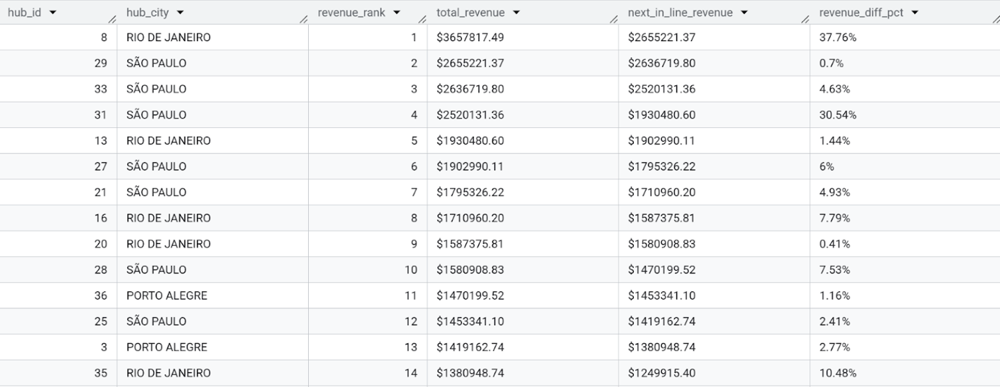 hub_id hub_city revenue_rank total_revenue next_in_line_revenue revenue_diff_pct
8 RIO DE JANEIRO 1 $3657817.49 $2655221.37 37.76%
29 SÃO PAULO 2 $2655221.37 $2636719.80 0.7%
33 SÃO PAULO 3 $2636719.80 $2520131.36 4.63%
31 SÃO PAULO 4 $2520131.36 $1930480.60 30.54%
13 RIO DE JANEIRO 5 $1930480.60 $1902990.11 1.44%
27 SÃO PAULO 6 $1902990.11 $1795326.22 6%
21 SÃO PAULO 7 $1795326.22 $1710960.20 4.93%
16 RIO DE JANEIRO 8 $1710960.20 $1587375.81 7.79%
20 RIO DE JANEIRO 9 $1587375.81 $1580908.83 0.41%
28 SÃO PAULO 10 $1580908.83 $1470199.52 7.53%
36 PORTO ALEGRE 11 $1470199.52 $1453341.10 1.16%
25 SÃO PAULO 12 $1453341.10 $1419162.74 2.41%
3 PORTO ALEGRE 13 $1419162.74 $1380948.74 2.77%
35 RIO DE JANEIRO 14 $1380948.74 $1249915.40 10.48%